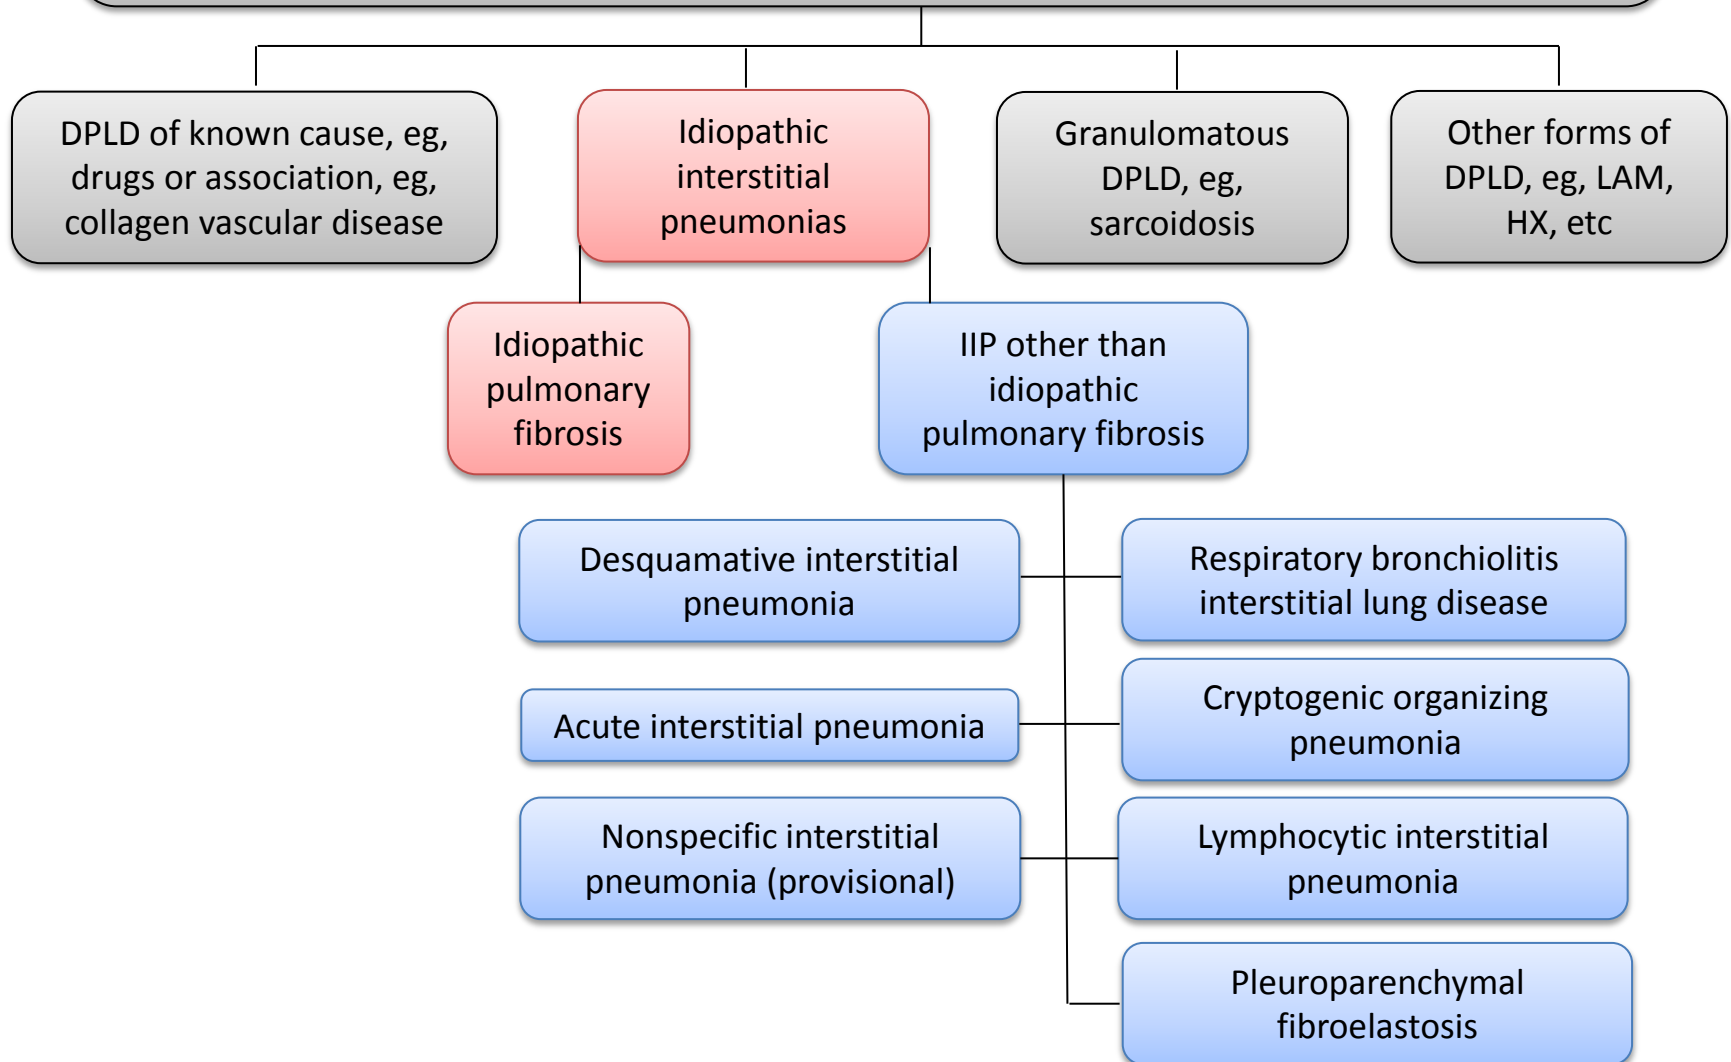 DPLD of known cause, eg,
drugs or association, eg,
collagen vascular disease
Idiopathic
interstitial
pneumonias
Granulomatous
DPLD, eg,
sarcoidosis
Other forms of
DPLD, eg, LAM,
HX, etc
Idiopathic
pulmonary
fibrosis
IIP other than
idiopathic
pulmonary fibrosis
Desquamative interstitial
pneumonia
Respiratory bronchiolitis
interstitial lung disease
Acute interstitial pneumonia
Cryptogenic organizing
pneumonia
Nonspecific interstitial
pneumonia (provisional)
Lymphocytic interstitial
pneumonia
Pleuroparenchymal
fibroelastosis